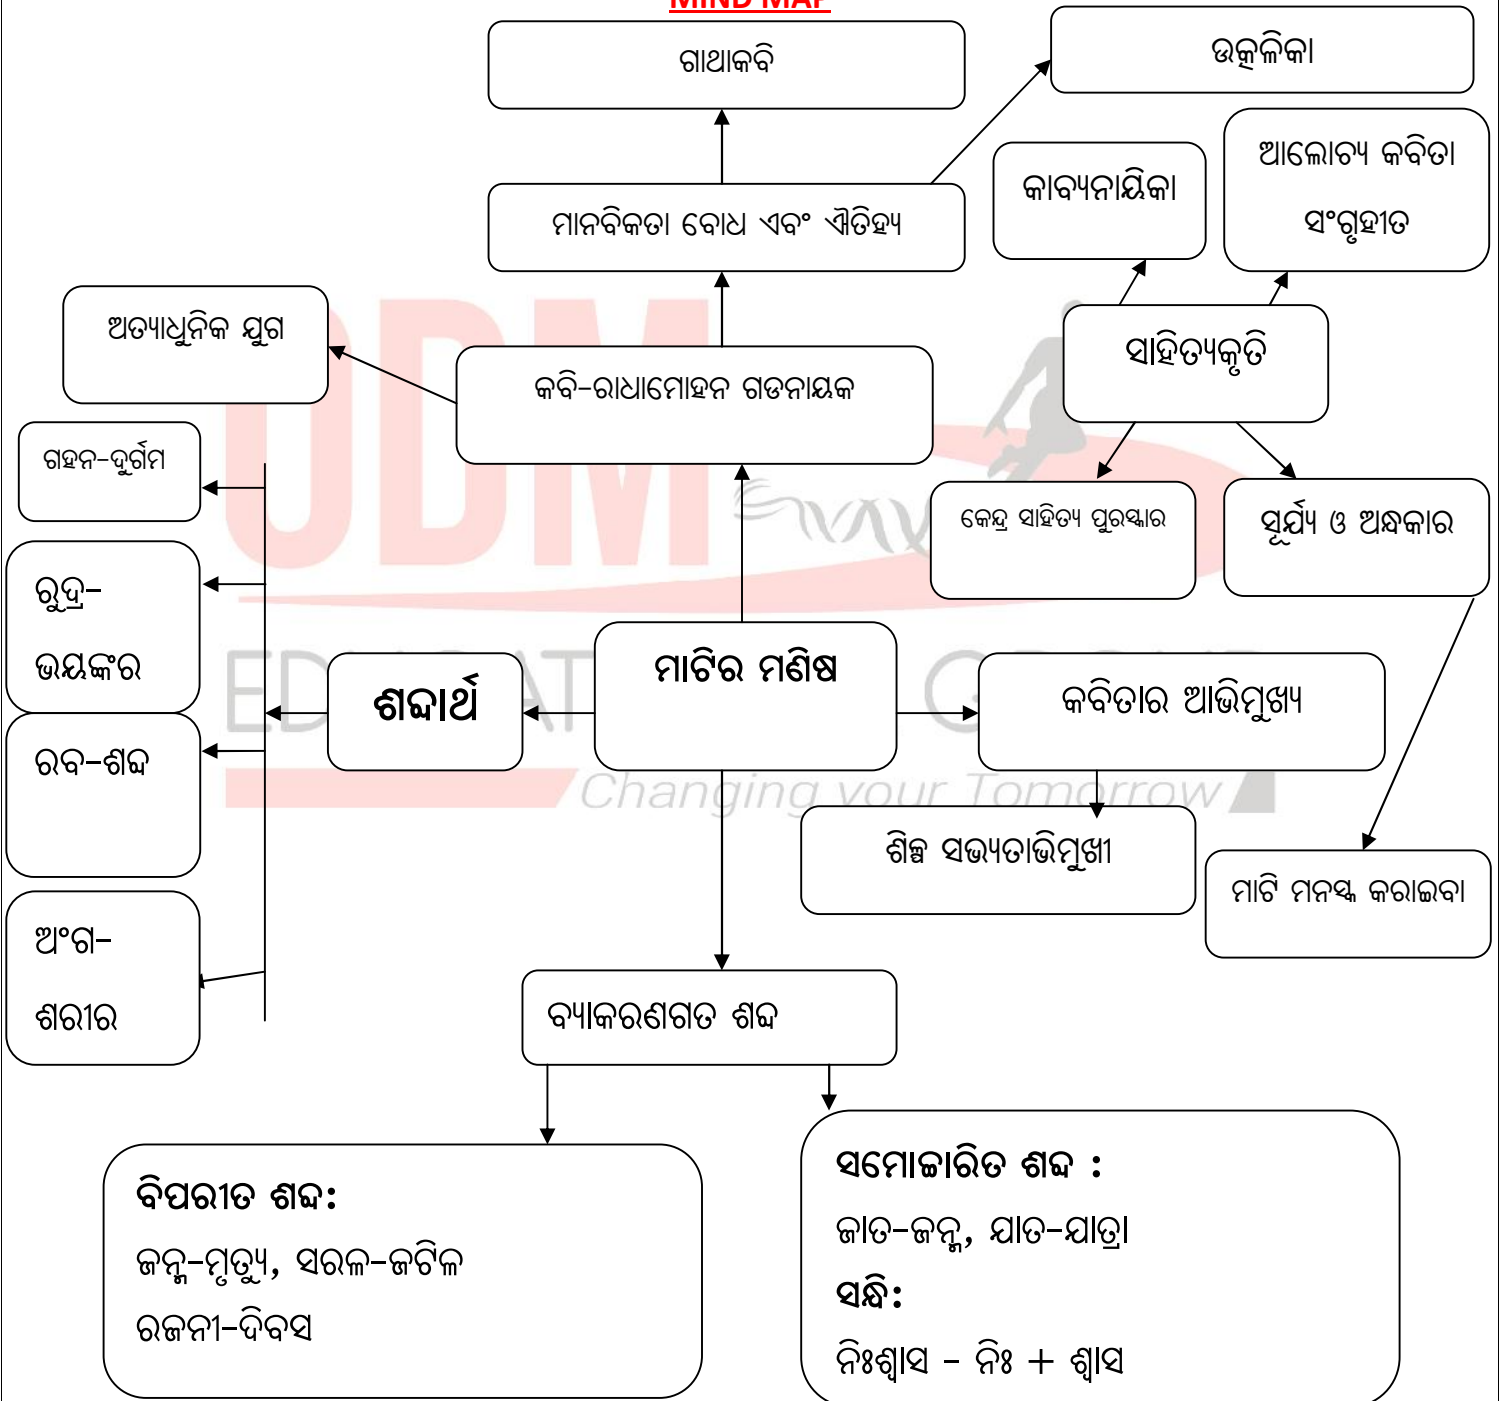 MIND MAP
ଗାଥାକବି
ଉତ୍କଳିକା
ମାନବିକତା ବୋଧ ଏବଂ ଐତିହ୍ୟ
କାବ୍ୟନାୟିକା
ଆଲୋଚ୍ୟ କବିତା
ସଂଗୃହୀତ
ଅତ୍ୟାଧୁନିକ ଯୁଗ
କବି-ରାଧାମୋହନ ଗଡନାୟକ
ସାହିତ୍ୟକୃତି
ଗହନ-ଦୁର୍ଗମ
କେନ୍ଦ୍ର ସାହିତ୍ୟ ପୁରସ୍କାର
ସୂର୍ଯ୍ୟ ଓ ଅନ୍ଧକାର
ରୁଦ୍ର-
ଭୟଙ୍କର
ଶବ୍ଦାର୍ଥ
ମାଟିର ମଣିଷ
କବିତାର ଆଭିମୁଖ୍ୟ
ରବ-ଶବ୍ଦ
ଶିଳ୍ପ ସଭ୍ୟତାଭିମୁଖୀ
ମାଟି ମନସ୍କ କରାଇବା
ଅଂଗ-
ଶରୀର
ବ୍ୟାକରଣଗତ ଶବ୍ଦ
ବିପରୀତ ଶବ୍ଦ:
ଜନ୍ମ-ମୃତ୍ୟୁ, ସରଳ-ଜଟିଳ
ରଜନୀ-ଦିବସ
ସମୋଚ୍ଚାରିତ ଶବ୍ଦ :
ଜାତ-ଜନ୍ମ, ଯାତ-ଯାତ୍ରା
ସନ୍ଧି:
ନିଃଶ୍ୱାସ - ନିଃ + ଶ୍ୱାସ
ODM
Changing your Tomorrow